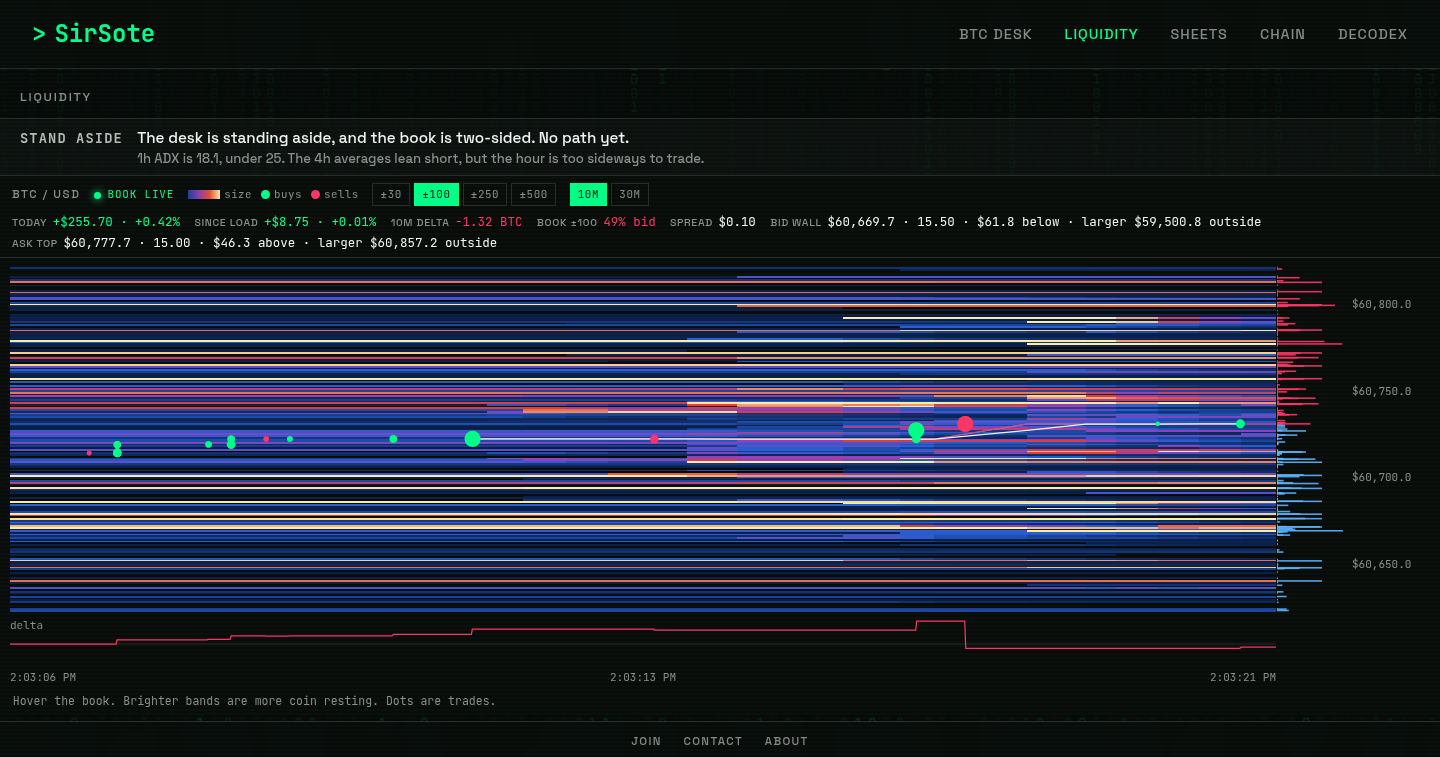 > SirSote
BTC DESK LIQUIDITY SHEETS CHAIN DECODEX
LIQUIDITY
STAND ASIDE The desk is standing aside, and the book is two-sided. No path yet.
1h ADX is 18.1, under 25. The 4h averages lean short, but the hour is too sideways to trade.
BTC / USD BOOK LIVE size buys sells ±30 ±100 ±250 ±500 10M 30M
TODAY +$255.70 · +0.42% SINCE LOAD +$8.75 · +0.01% 10M DELTA -1.32 BTC BOOK ±100 49% bid SPREAD $0.10 BID WALL $60,669.7 · 15.50 · $61.8 below · larger $59,500.8 outside
ASK TOP $60,777.7 · 15.00 · $46.3 above · larger $60,857.2 outside
$60,800.0
$60,750.0
$60,700.0
$60,650.0
delta
2:03:06 PM 2:03:13 PM 2:03:21 PM
Hover the book. Brighter bands are more coin resting. Dots are trades.
JOIN CONTACT ABOUT